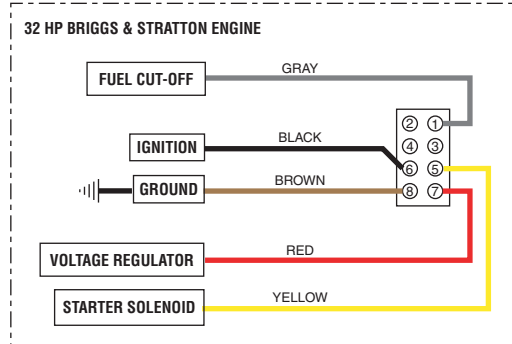 32 HP BRIGGS & STRATTON ENGINE
FUEL CUT-OFF
GRAY
2 1
IGNITION
BLACK
4 3
6 5
GROUND
BROWN
8 7
VOLTAGE REGULATOR
RED
STARTER SOLENOID
YELLOW